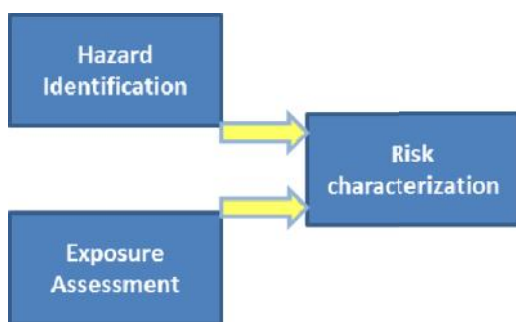 Hazard
Identification
Risk
characterization
Exposure
Assessment